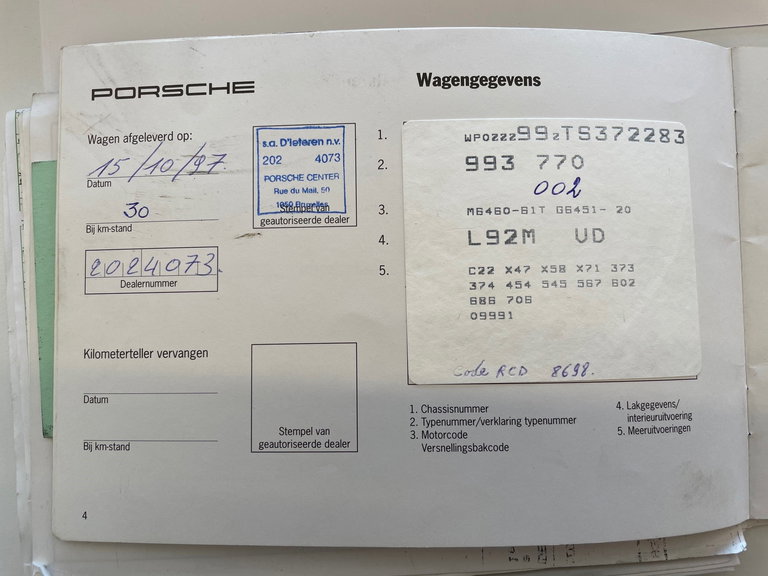 PORSCHE
Wagen afgeleverd op:
15/10/97.
Datum
30
Bij km-stand
2024073.
Dealernummer
s.a. D'Ieteren n.v.
202 4073
PORSCHE CENTER
Rue du Mail, 50
1050 Bruxelles
Stempel van
geautoriseerde dealer
Kilometerteller vervangen
Datum
Bij km-stand
Stempel van
geautoriseerde dealer
4
Wagengegevens
1. WP0ZZZ99ZTS372283
2. 993 770
002
3. M6460-61T G6451- 20
4. L92M UD
5. C22 X47 X58 X71 373
374 454 545 567 602
686 706
09991
Code RCD 8698.
1. Chassisnummer
2. Typenummer/verklaring typenummer
3. Motorcode
Versnellingsbakcode
4. Lakgegevens/
interieuruitvoering
5. Meeruitvoeringen